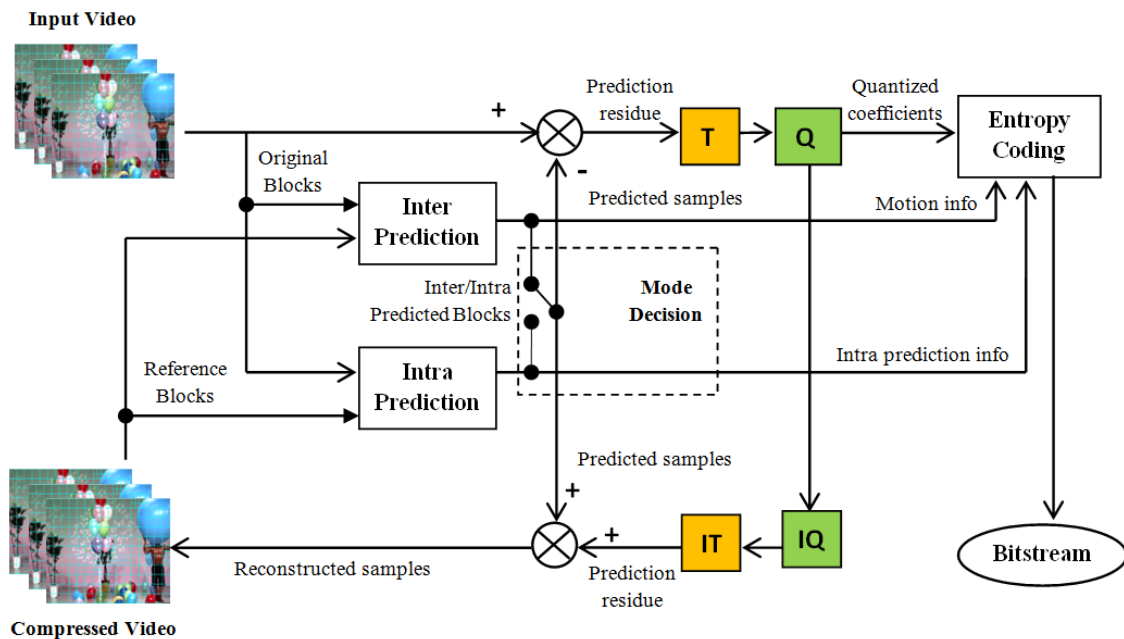 Input Video
+
Prediction
residue
T
Q
Quantized
coefficients
Entropy
Coding
Original
Blocks
-
Inter
Prediction
Predicted samples
Motion info
Inter/Intra
Predicted Blocks
Mode
Decision
Reference
Blocks
Intra
Prediction
Intra prediction info
Predicted samples
+
+
IT
IQ
Prediction
residue
Reconstructed samples
Bitstream
Compressed Video